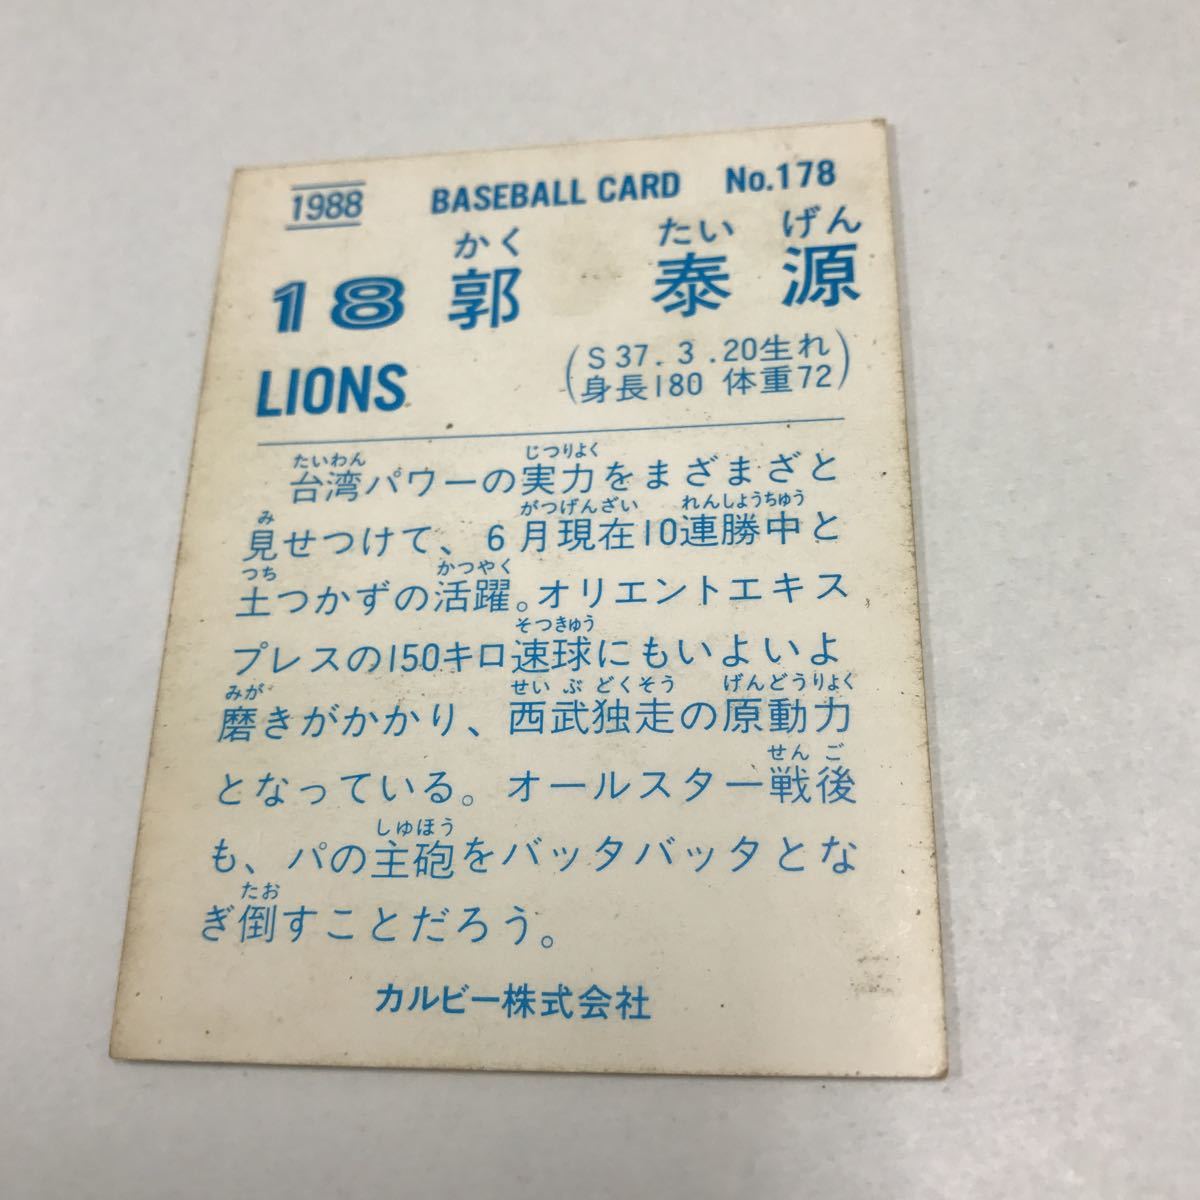 1988 BASEBALL CARD No.178
かく たい げん
18 郭 泰 源
LIONS
(S37.3.20生れ
身長180 体重72)
たいわん じつりよく
台湾パワーの実力をまざまざと
み がつげんざい れんしょうちゅう
見せつけて、6月現在10連勝中と
つち かつやく
土つかずの活躍。オリエントエキス
そつきゅう
プレスの150キロ速球にもいよいよ
みが せい ぶ どくそう げんどうりょく
磨きがかかり、西武独走の原動力
せん ご
となっている。オールスター戦後
しゅほう
も、パの主砲をバッタバッタとな
たお
ぎ倒すことだろう。
カルビー株式会社